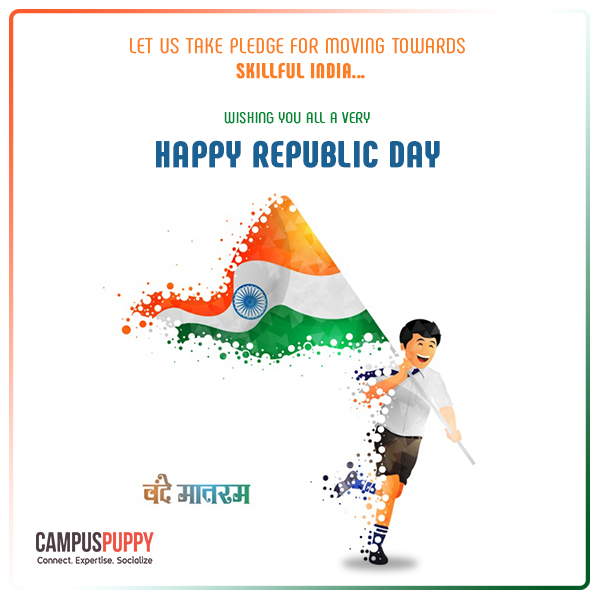 LET US TAKE PLEDGE FOR MOVING TOWARDS
SKILLFUL INDIA...
WISHING YOU ALL A VERY
HAPPY REPUBLIC DAY
वंदे मातरम
CAMPUSPUPPY
Connect. Expertise. Socialize